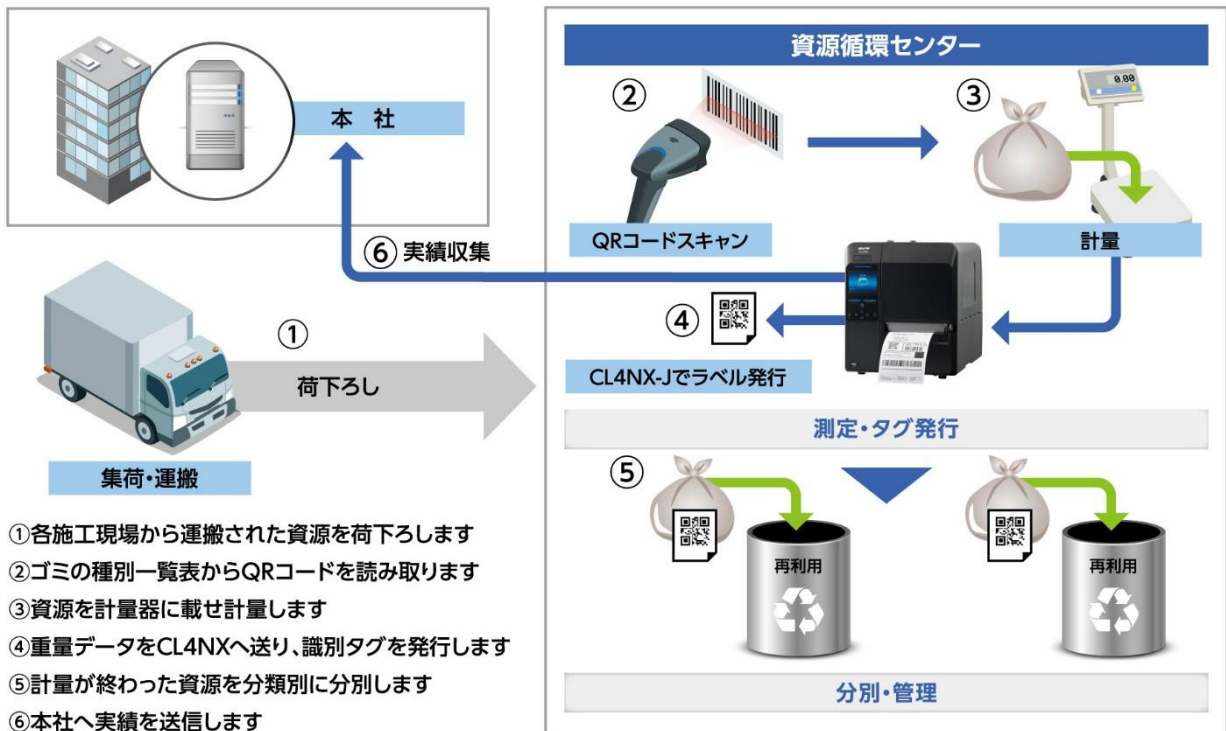 資源循環センター
本 社
②
③
0.00
QRコードスキャン
計量
⑥ 実績収集
④
CL4NX-Jでラベル発行
①
荷下ろし
集荷・運搬
測定・タグ発行
⑤
再利用
再利用
分別・管理
①各施工現場から運搬された資源を荷下ろします
②ゴミの種別一覧表からQRコードを読み取ります
③資源を計量器に載せ計量します
④重量データをCL4NXへ送り、識別タグを発行します
⑤計量が終わった資源を分類別に分別します
⑥本社へ実績を送信します